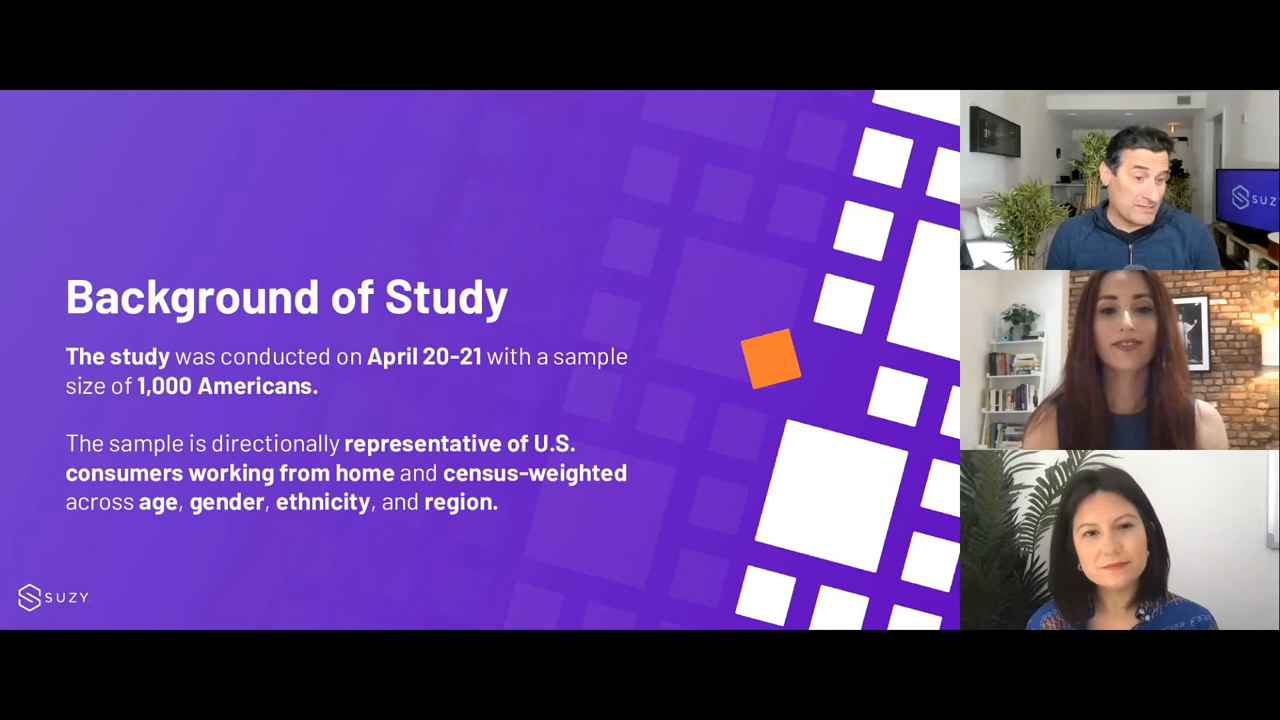 Background of Study
The study was conducted on April 20-21 with a sample
size of 1,000 Americans.
The sample is directionally representative of U.S.
consumers working from home and census-weighted
across age, gender, ethnicity, and region.
SUZY
SUZ